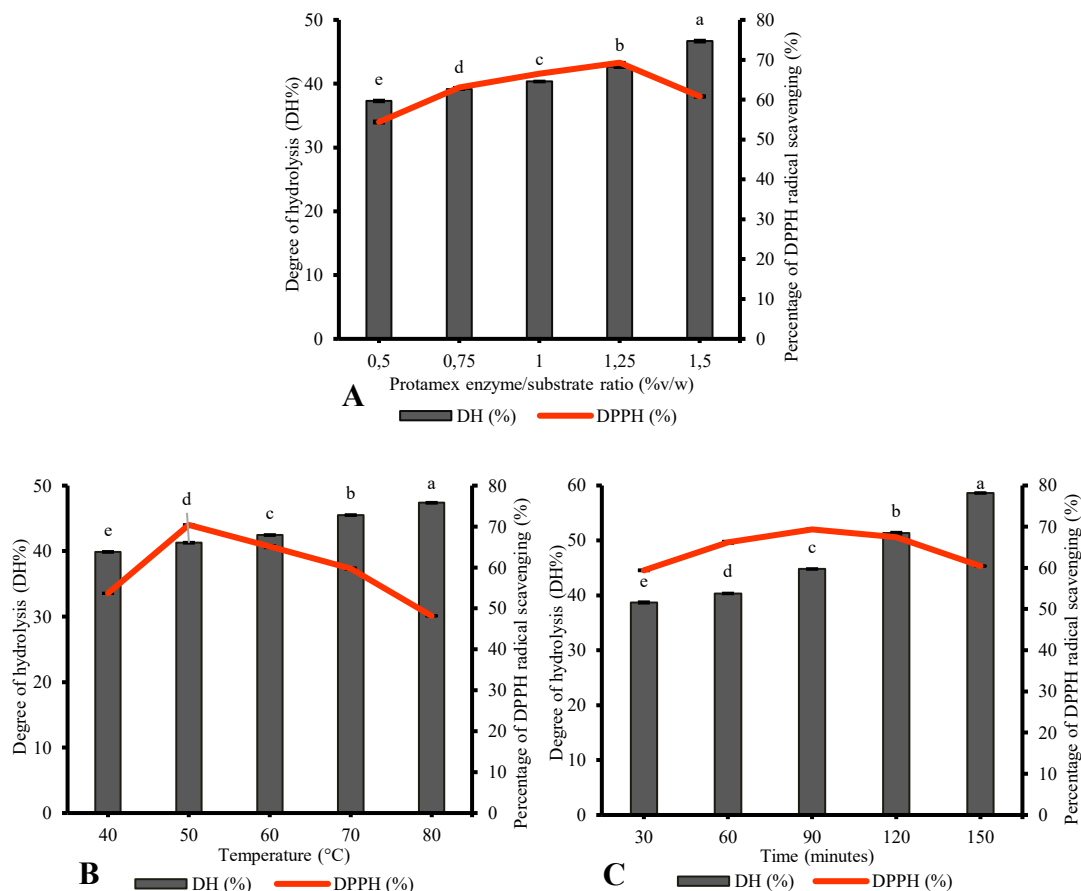 Degree of hydrolysis (DH%)
50
40
30
20
10
0
e
d
c
b
a
80
70
60
50
40
30
20
10
0
Percentage of DPPH radical scavenging (%)
0,5 0,75 1 1,25 1,5
Protamex enzyme/substrate ratio (%v/w)
A
DH (%) DPPH (%)
Degree of hydrolysis (DH%)
50
40
30
20
10
0
e
d
c
b
a
80
70
60
50
40
30
20
10
0
Percentage of DPPH radical scavenging (%)
40 50 60 70 80
Temperature (°C)
B
DH (%) DPPH (%)
Degree of hydrolysis (DH%)
60
50
40
30
20
10
0
e
d
c
b
a
80
70
60
50
40
30
20
10
0
Percentage of DPPH radical scavenging (%)
30 60 90 120 150
Time (minutes)
C
DH (%) DPPH (%)